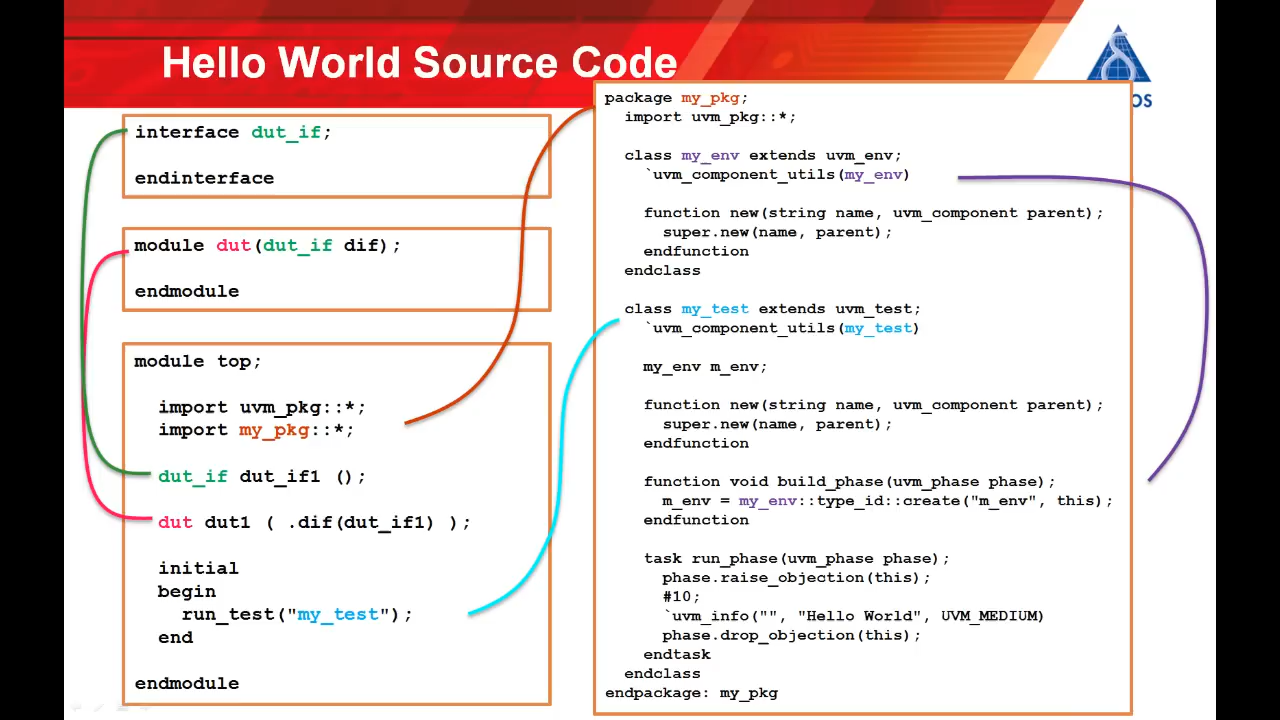 Hello World Source Code
OS
interface dut_if;
endinterface
module dut(dut_if dif);
endmodule
module top;
import uvm_pkg::*;
import my_pkg::*;
dut_if dut_if1 ();
dut dut1 ( .dif(dut_if1) );
initial
begin
run_test("my_test");
end
endmodule
package my_pkg;
import uvm_pkg::*;
class my_env extends uvm_env;
`uvm_component_utils(my_env)
function new(string name, uvm_component parent);
super.new(name, parent);
endfunction
endclass
class my_test extends uvm_test;
`uvm_component_utils(my_test)
my_env m_env;
function new(string name, uvm_component parent);
super.new(name, parent);
endfunction
function void build_phase(uvm_phase phase);
m_env = my_env::type_id::create("m_env", this);
endfunction
task run_phase(uvm_phase phase);
phase.raise_objection(this);
#10;
`uvm_info("", "Hello World", UVM_MEDIUM)
phase.drop_objection(this);
endtask
endclass
endpackage: my_pkg